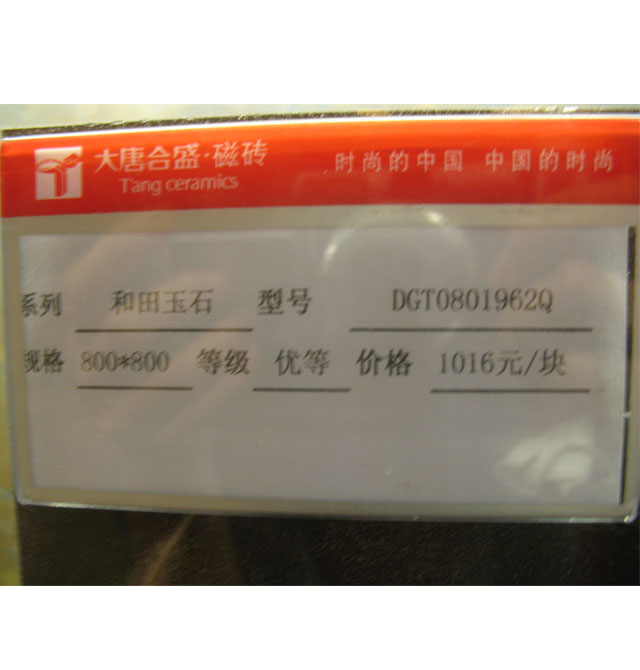 大唐合盛·磁砖 时尚的中国 中国的时尚
Tang ceramics
系列 和田玉石 型号 DGT0801962Q
规格 800*800 等级 优等 价格 1016元/块